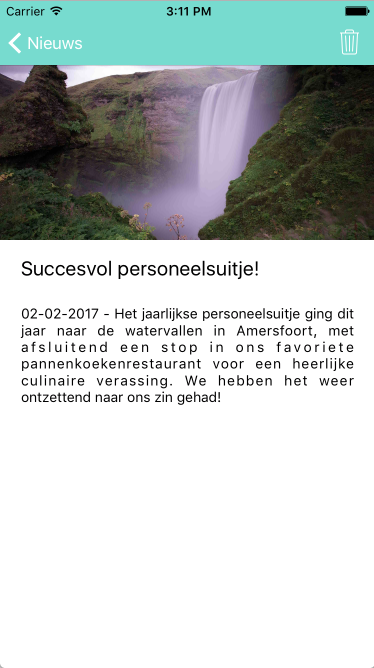 Carrier 3:11 PM
Nieuws
Succesvol personeelsuitje!
02-02-2017 - Het jaarlijkse personeelsuitje ging dit
jaar naar de watervallen in Amersfoort, met
afsluitend een stop in ons favoriete
pannenkoekenrestaurant voor een heerlijke
culinaire verassing. We hebben het weer
ontzettend naar ons zin gehad!